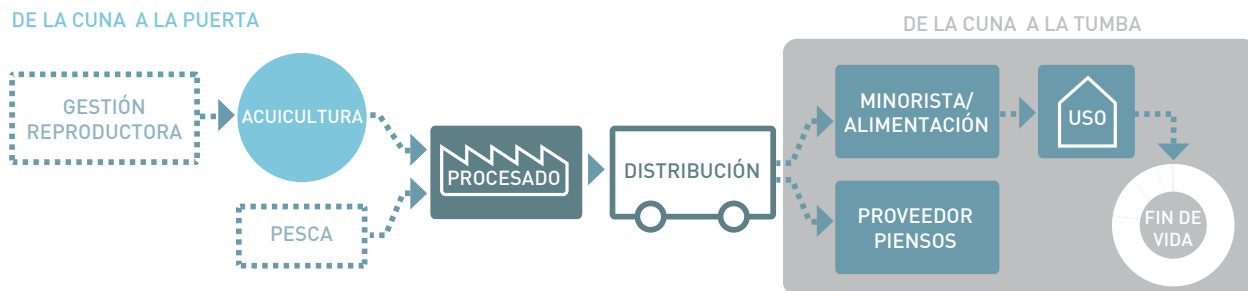 DE LA CUNA A LA PUERTA
DE LA CUNA A LA TUMBA
GESTIÓN
REPRODUCTORA
ACUICULTURA
PESCA
PROCESADO
DISTRIBUCIÓN
MINORISTA/
ALIMENTACIÓN
USO
PROVEEDOR
PIENSOS
FIN DE
VIDA